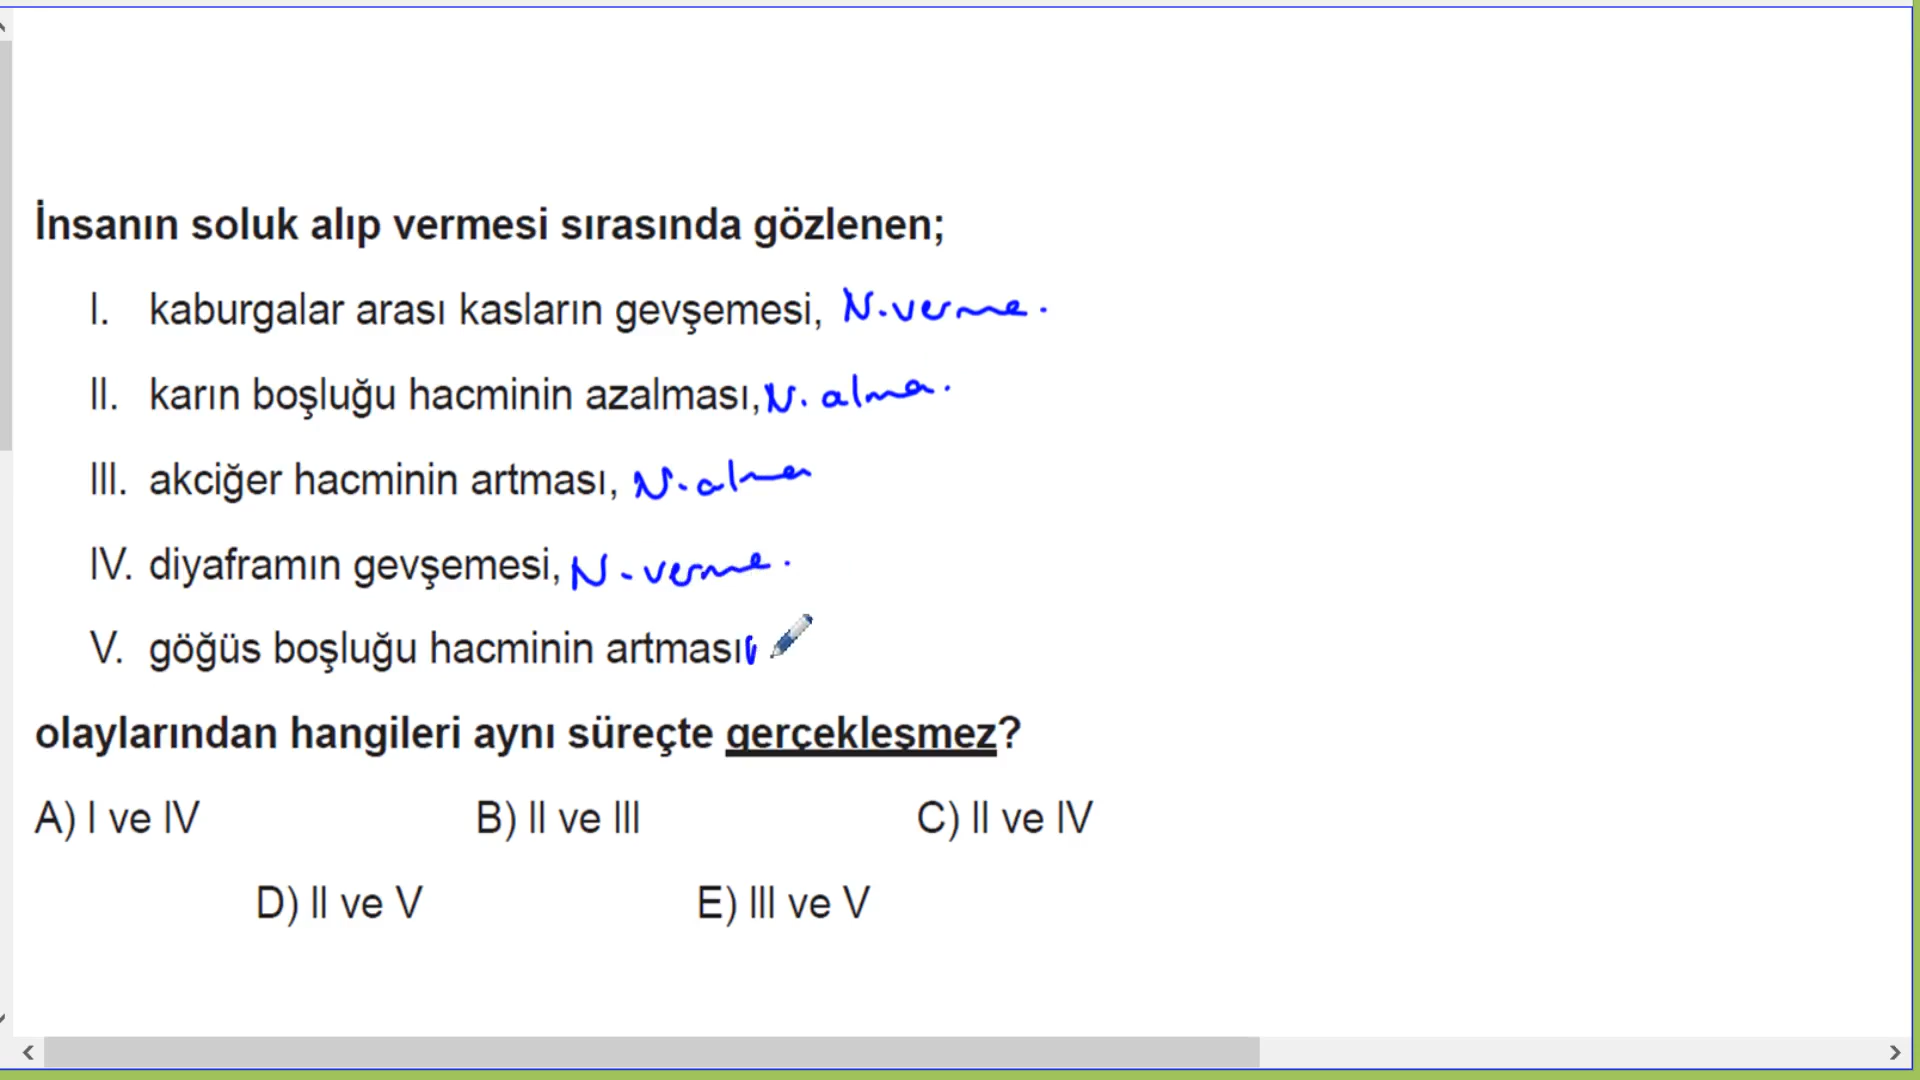 İnsanın soluk alıp vermesi sırasında gözlenen;
I. kaburgalar arası kasların gevşemesi, N.verme.
II. karın boşluğu hacminin azalması, N. alma.
III. akciğer hacminin artması, N.alma
IV. diyaframın gevşemesi, N-verme.
V. göğüs boşluğu hacminin artması
olaylarından hangileri aynı süreçte gerçekleşmez?
A) I ve IV B) II ve III C) II ve IV
D) II ve V E) III ve V